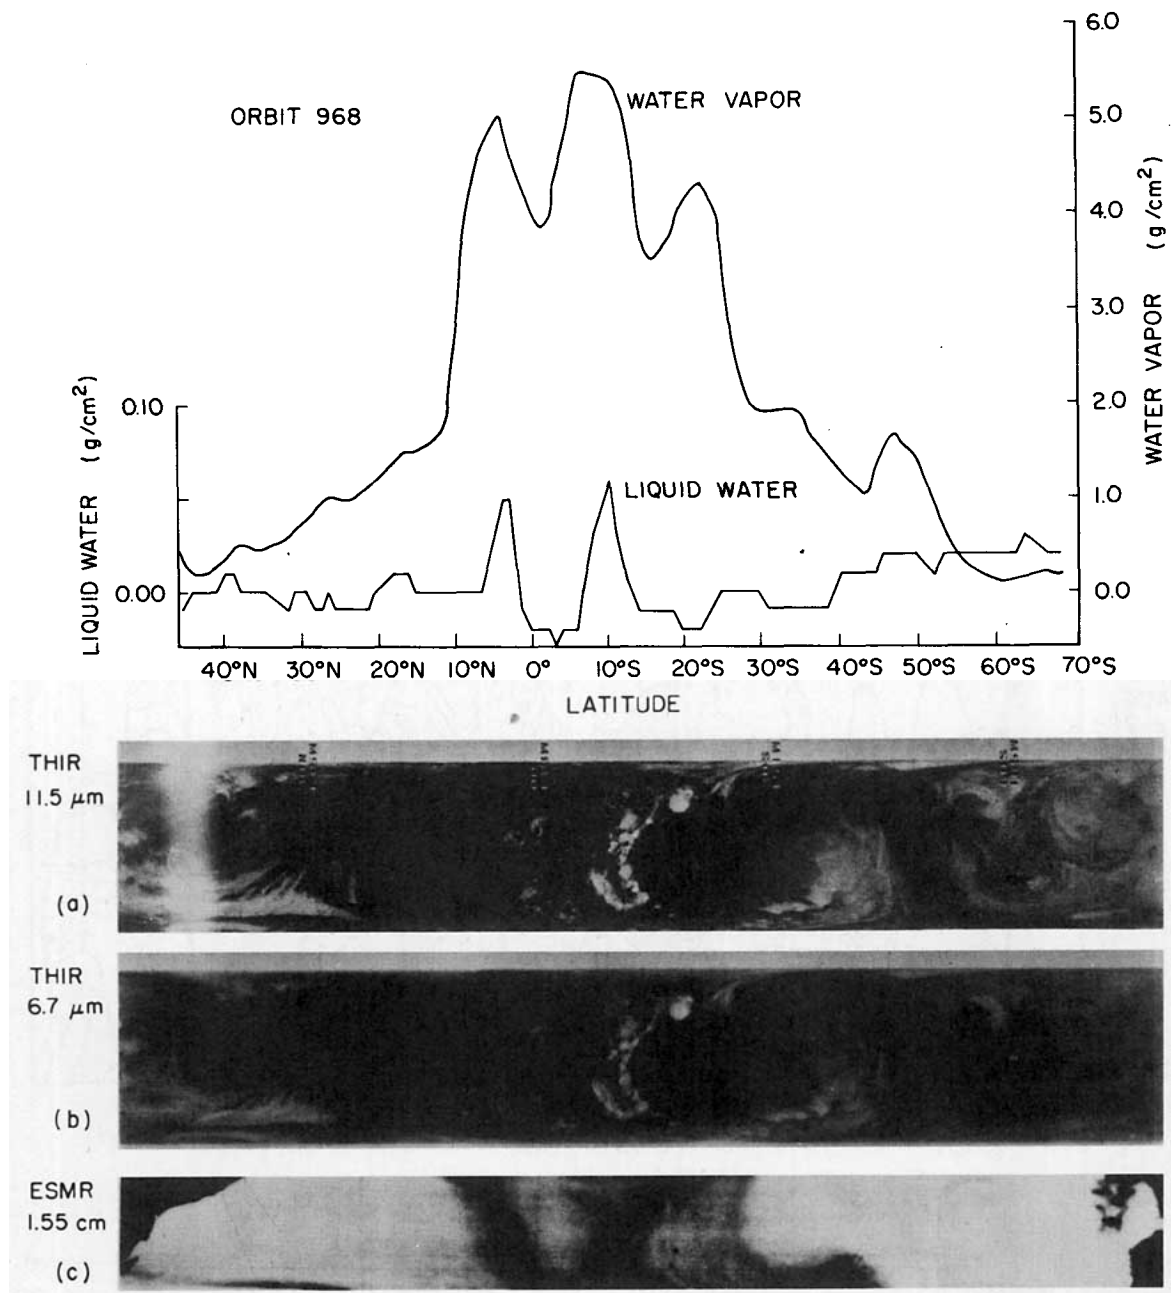 6.0
WATER VAPOR
ORBIT 968
5.0
4.0
3.0
2.0
1.0
0.0
WATER VAPOR (g/cm²)
LIQUID WATER (g/cm²)
0.10
0.00
LIQUID WATER
40°N 30°N 20°N 10°N 0° 10°S 20°S 30°S 40°S 50°S 60°S 70°S
LATITUDE
THIR
11.5 μm
(a)
THIR
6.7 μm
(b)
ESMR
1.55 cm
(c)